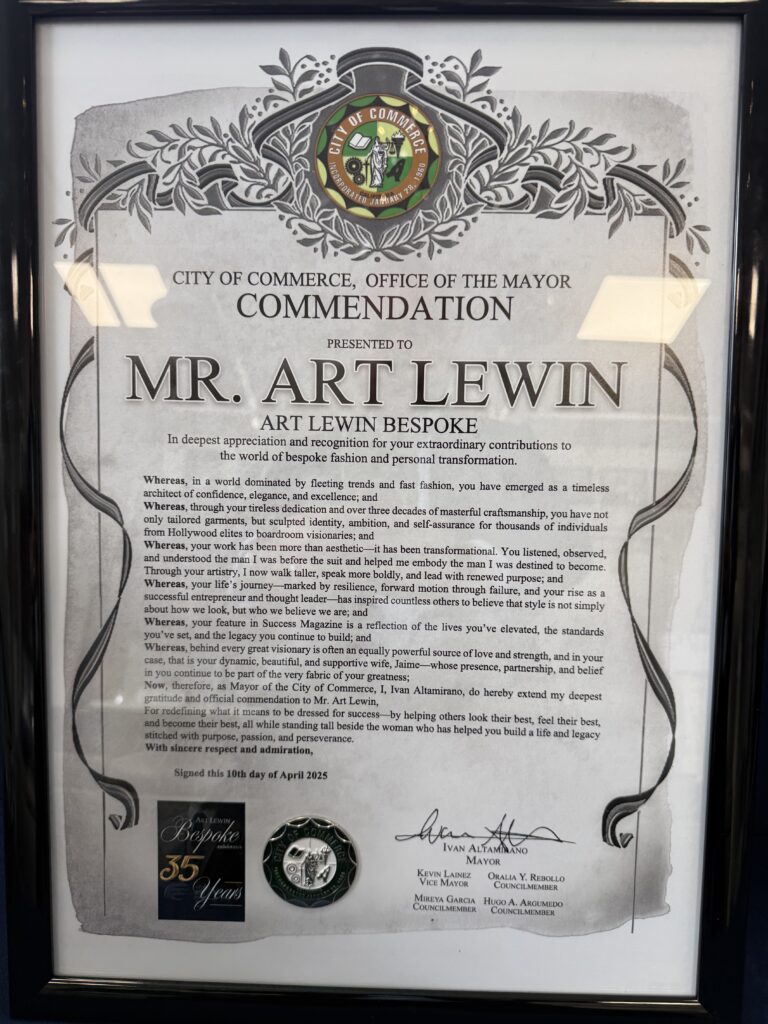 CITY OF COMMERCE
INCORPORATED JANUARY 28, 1960
CITY OF COMMERCE, OFFICE OF THE MAYOR
COMMENDATION
PRESENTED TO
MR. ART LEWIN
ART LEWIN BESPOKE
In deepest appreciation and recognition for your extraordinary contributions to
the world of bespoke fashion and personal transformation.
Whereas, in a world dominated by fleeting trends and fast fashion, you have emerged as a timeless
architect of confidence, elegance, and excellence; and
Whereas, through your tireless dedication and over three decades of masterful craftsmanship, you have not
only tailored garments, but sculpted identity, ambition, and self-assurance for thousands of individuals
from Hollywood elites to boardroom visionaries; and
Whereas, your work has been more than aesthetic—it has been transformational. You listened, observed,
and understood the man I was before the suit and helped me embody the man I was destined to become.
Through your artistry, I now walk taller, speak more boldly, and lead with renewed purpose; and
Whereas, your life's journey—marked by resilience, forward motion through failure, and your rise as a
successful entrepreneur and thought leader—has inspired countless others to believe that style is not simply
about how we look, but who we believe we are; and
Whereas, your feature in Success Magazine is a reflection of the lives you've elevated, the standards
you've set, and the legacy you continue to build; and
Whereas, behind every great visionary is often an equally powerful source of love and strength, and in your
case, that is your dynamic, beautiful, and supportive wife, Jaime—whose presence, partnership, and belief
in you continue to be part of the very fabric of your greatness;
Now, therefore, as Mayor of the City of Commerce, I, Ivan Altamirano, do hereby extend my deepest
gratitude and official commendation to Mr. Art Lewin,
For redefining what it means to be dressed for success—by helping others look their best, feel their best,
and become their best, all while standing tall beside the woman who has helped you build a life and legacy
stitched with purpose, passion, and perseverance.
With sincere respect and admiration,
Signed this 10th day of April 2025
ART LEWIN
Bespoke
celebrates
35
Years
CITY OF COMMERCE
IVAN ALTAMIRANO
MAYOR
KEVIN LAINEZ
VICE MAYOR
ORALIA Y. REBOLLO
COUNCILMEMBER
MIREYA GARCIA
COUNCILMEMBER
HUGO A. ARGUMEDO
COUNCILMEMBER